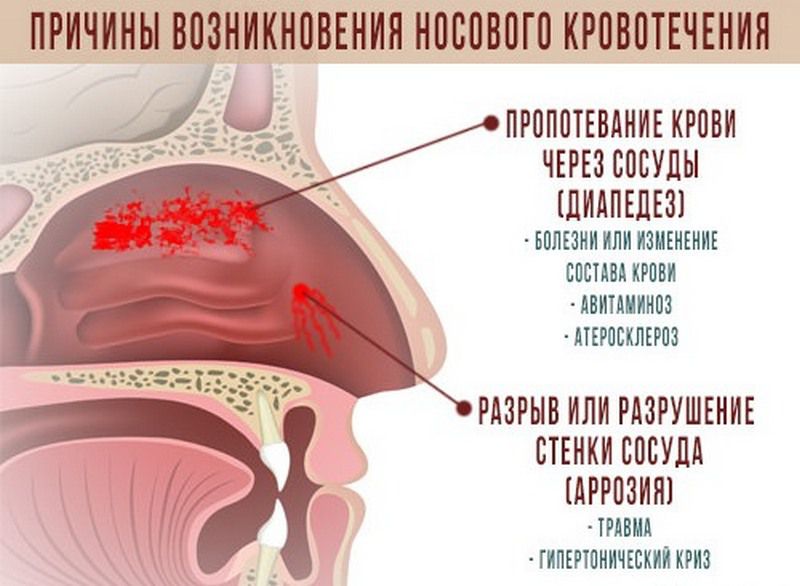 ПРИЧИНЫ ВОЗНИКНОВЕНИЯ НОСОВОГО КРОВОТЕЧЕНИЯ
ПРОПОТЕВАНИЕ КРОВИ
ЧЕРЕЗ СОСУДЫ
(ДИАПЕДЕЗ)
- БОЛЕЗНИ ИЛИ ИЗМЕНЕНИЕ
СОСТАВА КРОВИ
- АВИТАМИНОЗ
- АТЕРОСКЛЕРОЗ
РАЗРЫВ ИЛИ РАЗРУШЕНИЕ
СТЕНКИ СОСУДА
(АРРОЗИЯ)
- ТРАВМА
- ГИПЕРТОНИЧЕСКИЙ КРИЗ